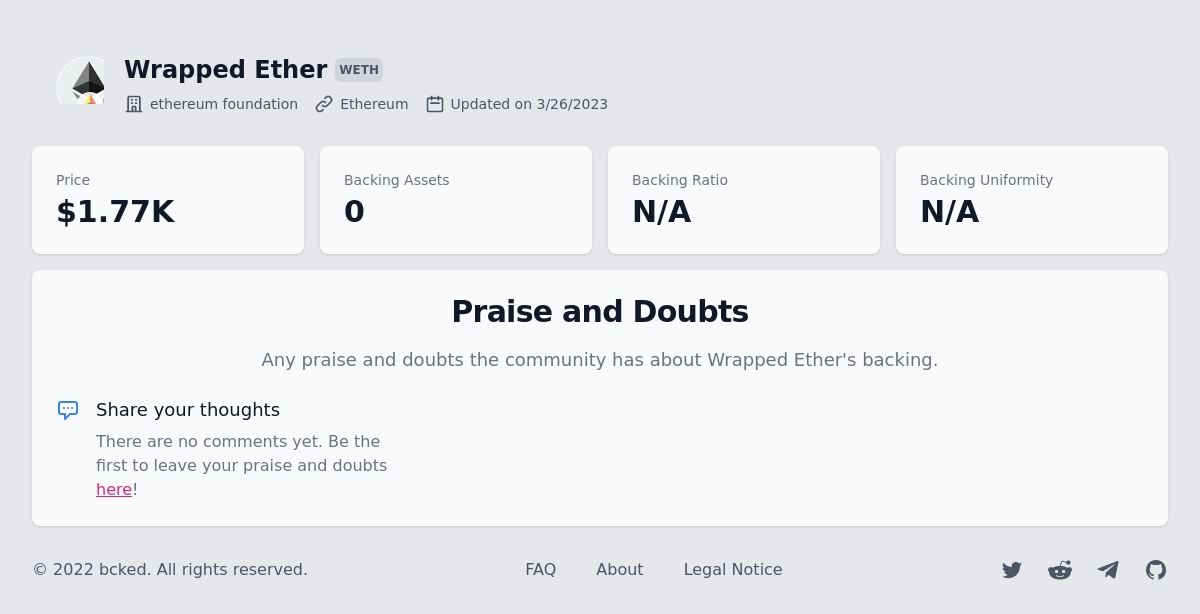 Wrapped Ether WETH
ethereum foundation Ethereum Updated on 3/26/2023
Price
$1.77K
Backing Assets
0
Backing Ratio
N/A
Backing Uniformity
N/A
Praise and Doubts
Any praise and doubts the community has about Wrapped Ether's backing.
Share your thoughts
There are no comments yet. Be the
first to leave your praise and doubts
here!
© 2022 bcked. All rights reserved.
FAQ About Legal Notice